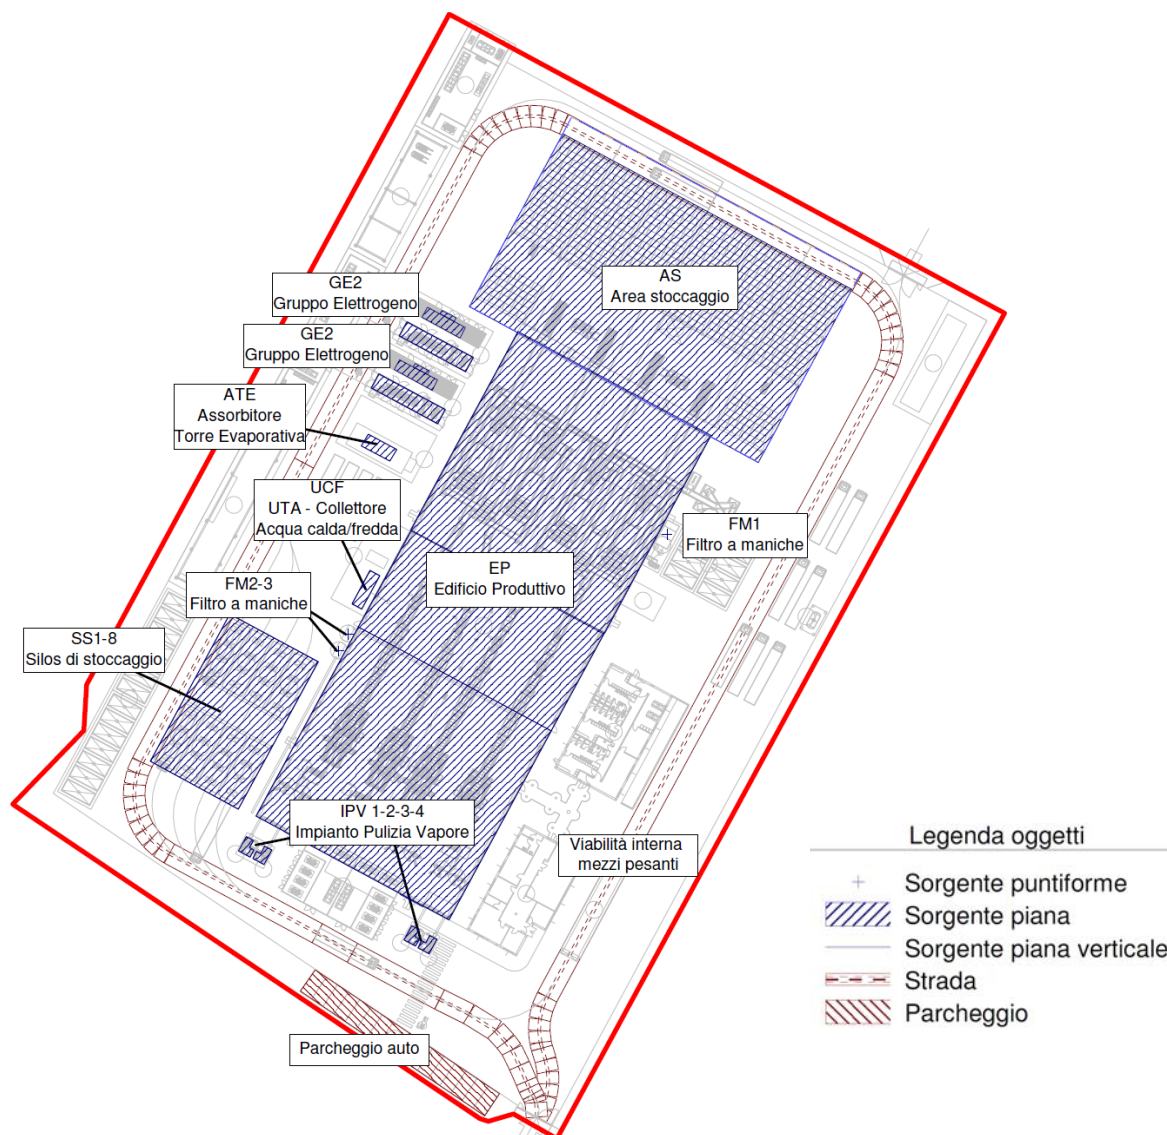 AS
Area stoccaggio
GE2
Gruppo Elettrogeno
GE2
Gruppo Elettrogeno
ATE
Assorbitore
Torre Evaporativa
UCF
UTA - Collettore
Acqua calda/fredda
FM1
Filtro a maniche
EP
Edificio Produttivo
FM2-3
Filtro a maniche
SS1-8
Silos di stoccaggio
IPV 1-2-3-4
Impianto Pulizia Vapore
Viabilità interna
mezzi pesanti
Parcheggio auto
Legenda oggetti
Sorgente puntiforme
Sorgente piana
Sorgente piana verticale
Strada
Parcheggio